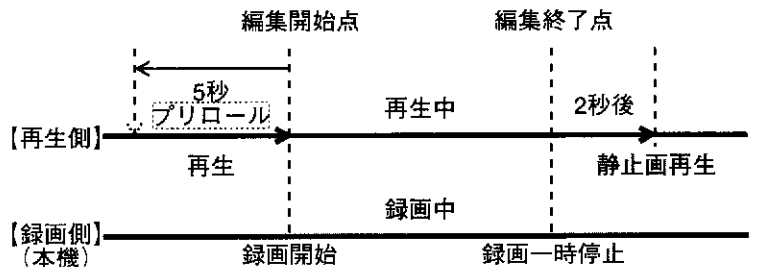 編集開始点 編集終了点
5秒
プリロール 再生中 2秒後
【再生側】
再生 静止画再生
録画中
【録画側】
(本機) 録画開始 録画一時停止